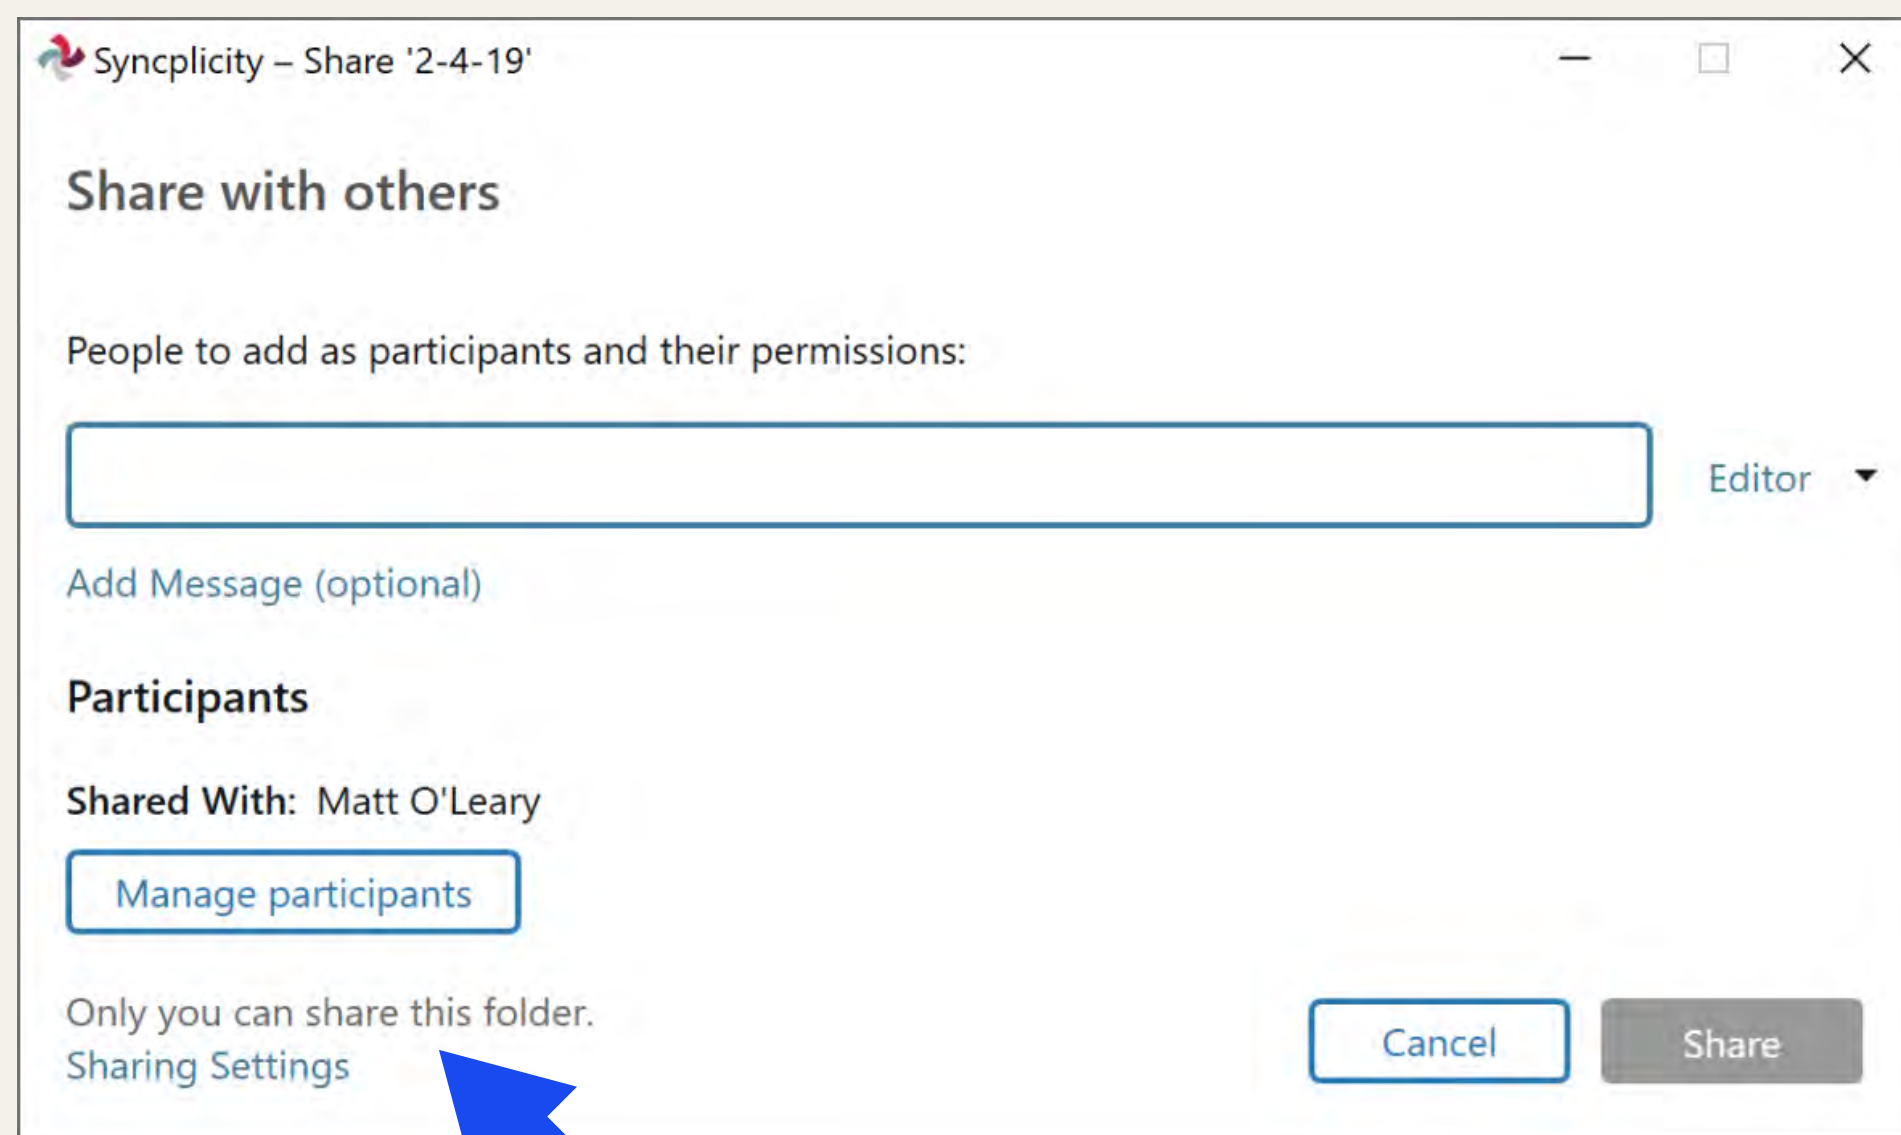 Syncplicity – Share '2-4-19'
Share with others
People to add as participants and their permissions:
Editor
Add Message (optional)
Participants
Shared With: Matt O'Leary
Manage participants
Only you can share this folder.
Sharing Settings
Cancel
Share